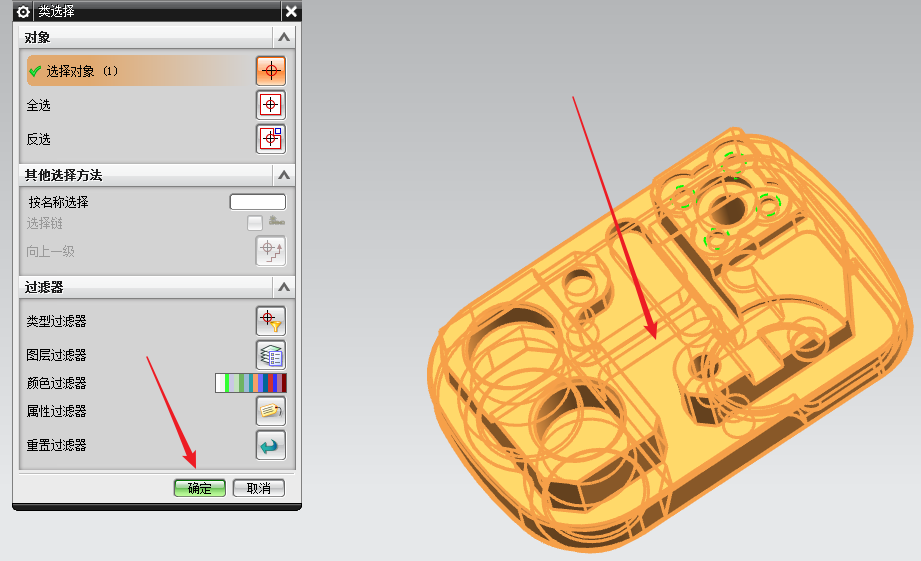 类选择
对象
选择对象 (1)
全选
反选
其他选择方法
按名称选择
选择链
向上一级
过滤器
类型过滤器
图层过滤器
颜色过滤器
属性过滤器
重置过滤器
确定 取消